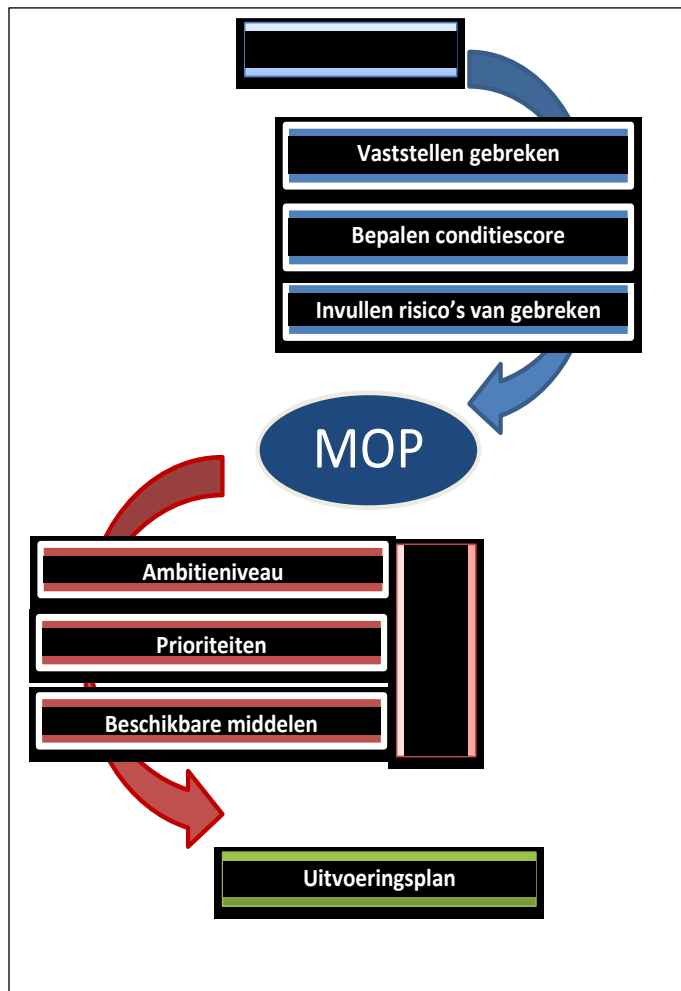 Vaststellen gebreken
Bepalen conditiescore
Invullen risico's van gebreken
MOP
Ambitieniveau
Prioriteiten
Beschikbare middelen
Uitvoeringsplan